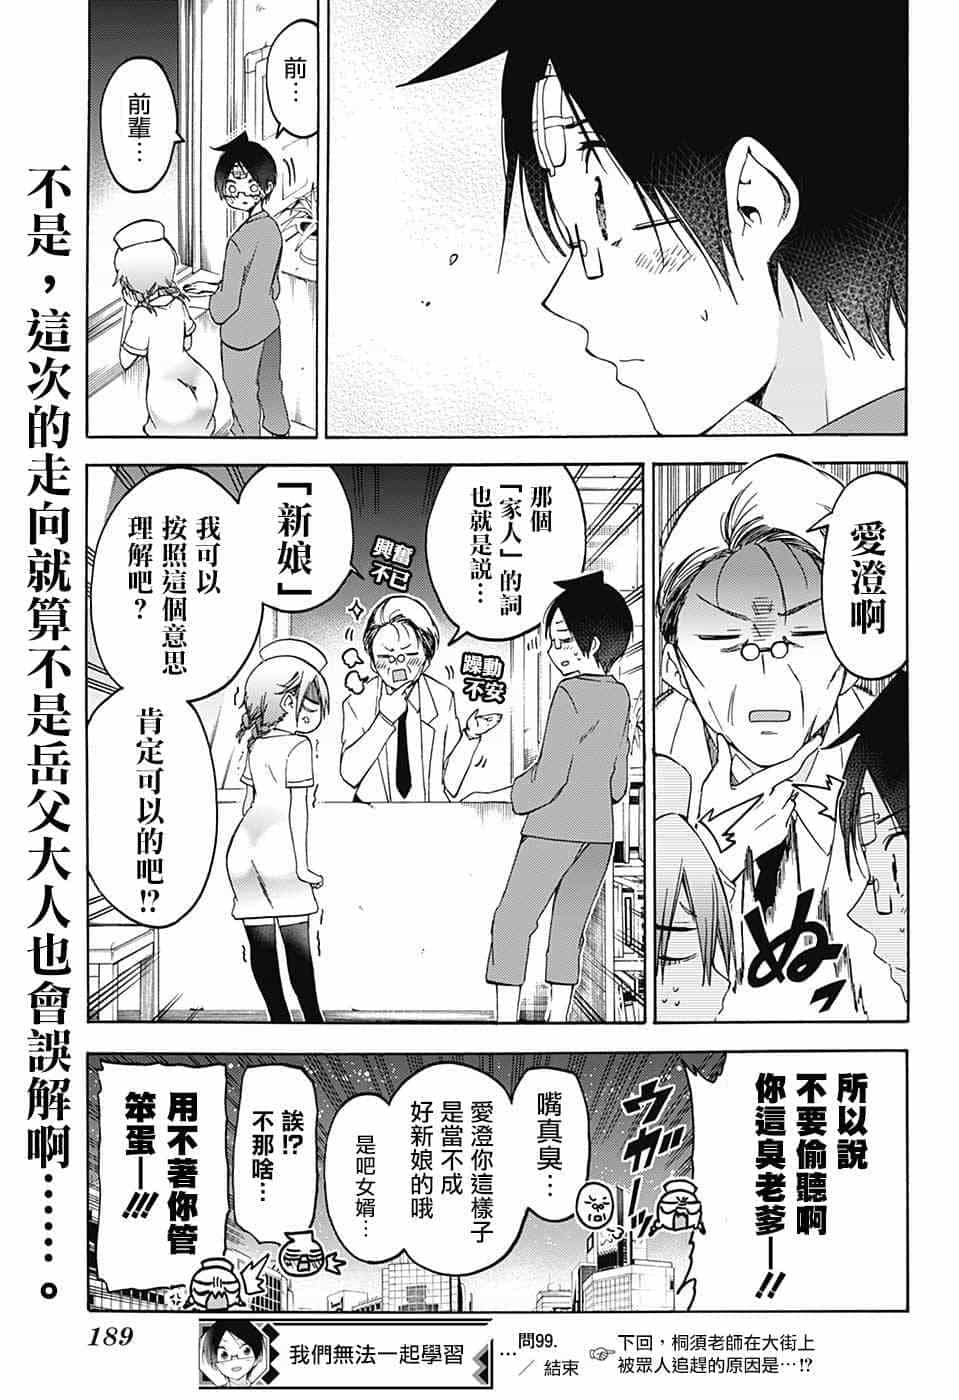 前…
前輩…
愛澄啊
ぬっ
那個
「家人」的詞
也就是說…
興奮
不已
躁動
不安
「新娘」
我可以
按照這個意思
理解吧？
肯定可以的吧!?
所以說
不要偷聽啊
你這臭老爹—!!
ウガーッ
嘴真臭…
愛澄你這樣子
是當不成
好新娘的哦
是吧女婿…
誒!?
不那啥…
用不著你管
笨蛋—!!!
不是，這次的走向就算不是岳父大人也會誤解啊……。
189
我們無法一起學習
…問99.
／結束
☞下回，桐須老師在大街上
被眾人追趕的原因是…!?